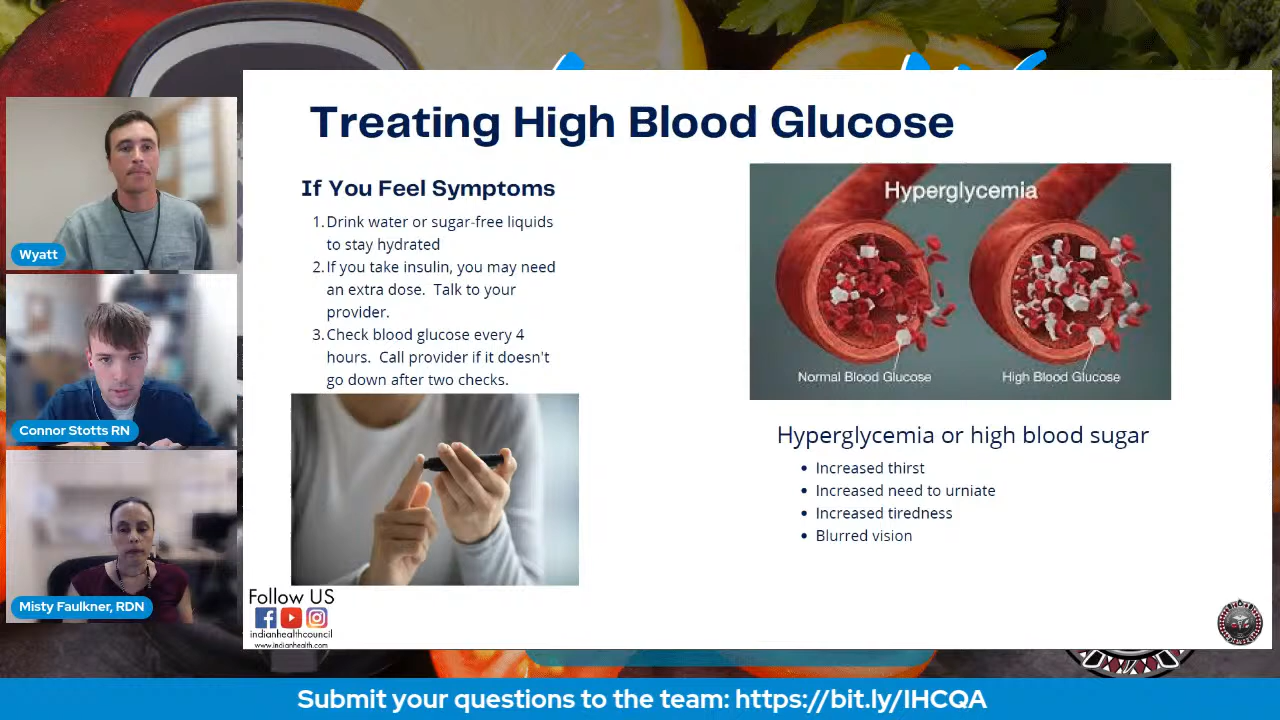 Treating High Blood Glucose
If You Feel Symptoms
1. Drink water or sugar-free liquids
to stay hydrated
2. If you take insulin, you may need
an extra dose. Talk to your
provider.
3. Check blood glucose every 4
hours. Call provider if it doesn't
go down after two checks.
Hyperglycemia
Normal Blood Glucose
High Blood Glucose
Hyperglycemia or high blood sugar
• Increased thirst
• Increased need to urniate
• Increased tiredness
• Blurred vision
Wyatt
Connor Stotts RN
Misty Faulkner, RDN
Follow US
indianhealthcouncil
www.indianhealth.com
Submit your questions to the team: https://bit.ly/IHCQA